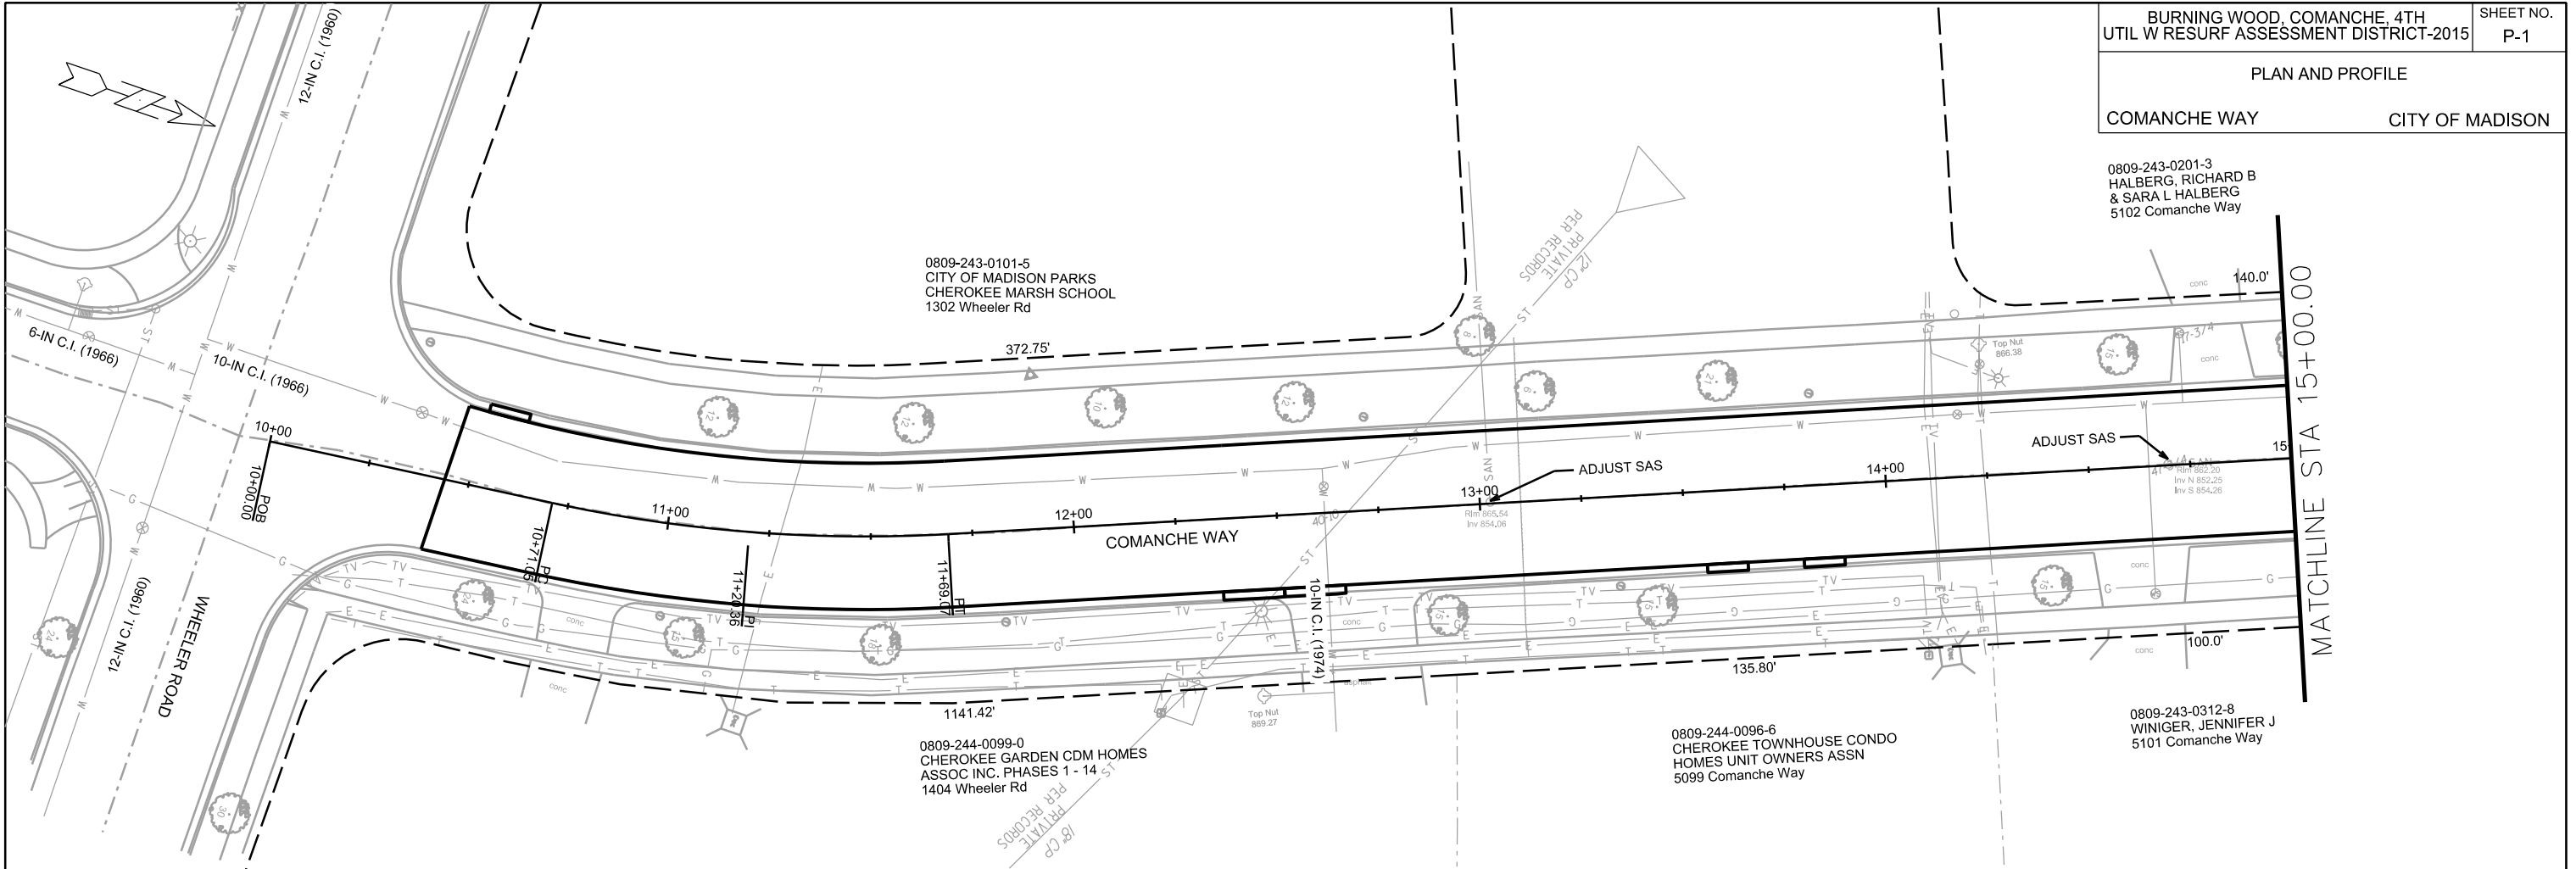 BURNING WOOD, COMANCHE, 4TH
UTIL W RESURF ASSESSMENT DISTRICT-2015
SHEET NO.
P-1
PLAN AND PROFILE
COMANCHE WAY
CITY OF MADISON
0809-243-0201-3
HALBERG, RICHARD B
& SARA L HALBERG
5102 Comanche Way
0809-243-0101-5
CITY OF MADISON PARKS
CHEROKEE MARSH SCHOOL
1302 Wheeler Rd
12-IN C.I. (1960)
6-IN C.I. (1966)
10-IN C.I. (1966)
12-IN C.I. (1960)
WHEELER ROAD
372.75'
12" CP
PRIVATE
PER RECORDS
Top Nut
866.38
140.0'
MATCHLINE STA 15+00.00
10+00
POB
10+00.00
PC
10+71.05
11+00
PI
11+20.36
PT
11+69.07
12+00
COMANCHE WAY
13+00
ADJUST SAS
Rim 865.54
Inv 854.06
14+00
ADJUST SAS
Rim 862.20
Inv N 852.25
Inv S 854.26
15
10-IN C.I. (1974)
conc
conc
conc
conc
conc
conc
conc
asphalt
Top Nut
869.27
1141.42'
135.80'
100.0'
0809-244-0099-0
CHEROKEE GARDEN CDM HOMES
ASSOC INC. PHASES 1 - 14
1404 Wheeler Rd
18" CP
PRIVATE
PER RECORDS
0809-244-0096-6
CHEROKEE TOWNHOUSE CONDO
HOMES UNIT OWNERS ASSN
5099 Comanche Way
0809-243-0312-8
WINIGER, JENNIFER J
5101 Comanche Way